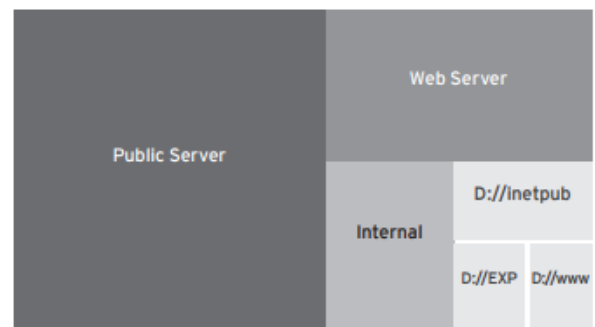 Public Server
Web Server
Internal
D://inetpub
D://EXP
D://www